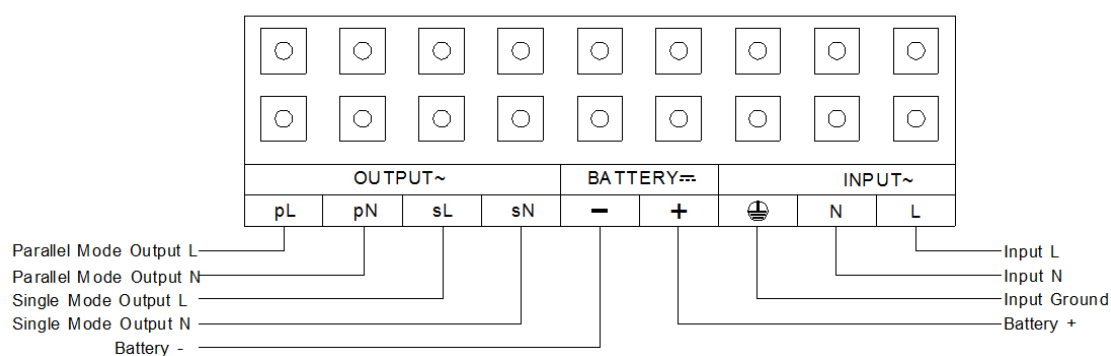 OUTPUT~ BATTERY⎓ INPUT~
pL pN sL sN − + ⏚ N L
Parallel Mode Output L
Parallel Mode Output N
Single Mode Output L
Single Mode Output N
Battery -
Input L
Input N
Input Ground
Battery +